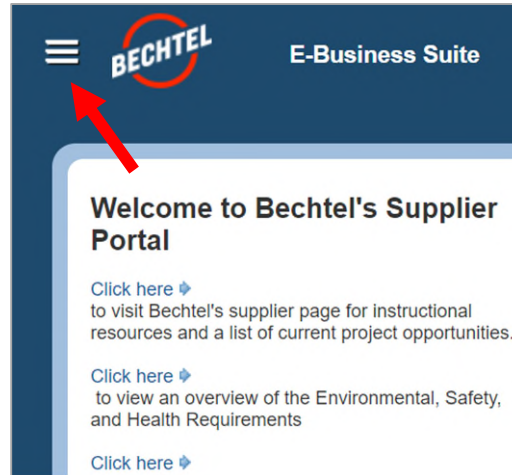 BECHTEL
E-Business Suite
Welcome to Bechtel's Supplier
Portal
Click here
to visit Bechtel's supplier page for instructional
resources and a list of current project opportunities.
Click here
to view an overview of the Environmental, Safety,
and Health Requirements
Click here